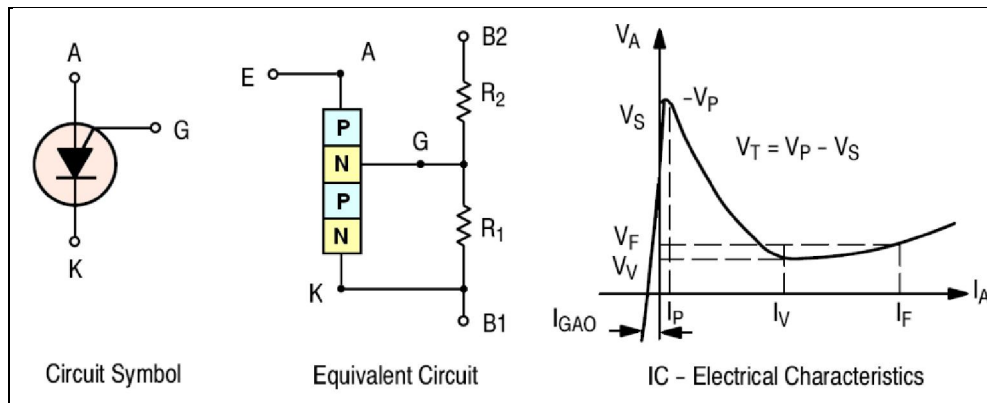 A
G
K
Circuit Symbol
B2
A
E
R2
P
G
N
P
R1
N
K
B1
Equivalent Circuit
VA
–VP
VS
VT = VP – VS
VF
VV
IA
IGAO
IP
IV
IF
IC – Electrical Characteristics